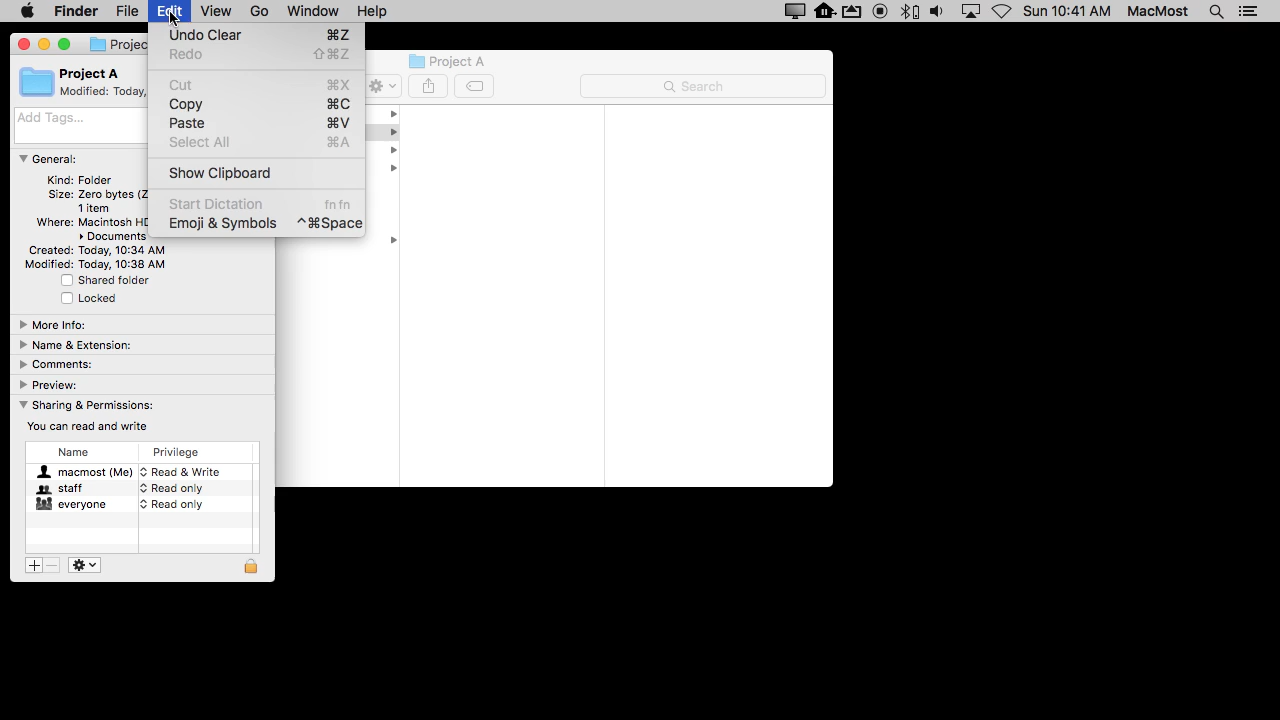 Finder File Edit View Go Window Help Sun 10:41 AM MacMost
Undo Clear ⌘Z
Redo ⇧⌘Z
Cut ⌘X
Copy ⌘C
Paste ⌘V
Select All ⌘A
Show Clipboard
Start Dictation fn fn
Emoji & Symbols ^⌘Space
Project A
Modified: Today,
Add Tags...
General:
Kind: Folder
Size: Zero bytes (Z
1 item
Where: Macintosh HD
▸ Documents
Created: Today, 10:34 AM
Modified: Today, 10:38 AM
Shared folder
Locked
More Info:
Name & Extension:
Comments:
Preview:
Sharing & Permissions:
You can read and write
Name Privilege
macmost (Me) Read & Write
staff Read only
everyone Read only
Project A
Search